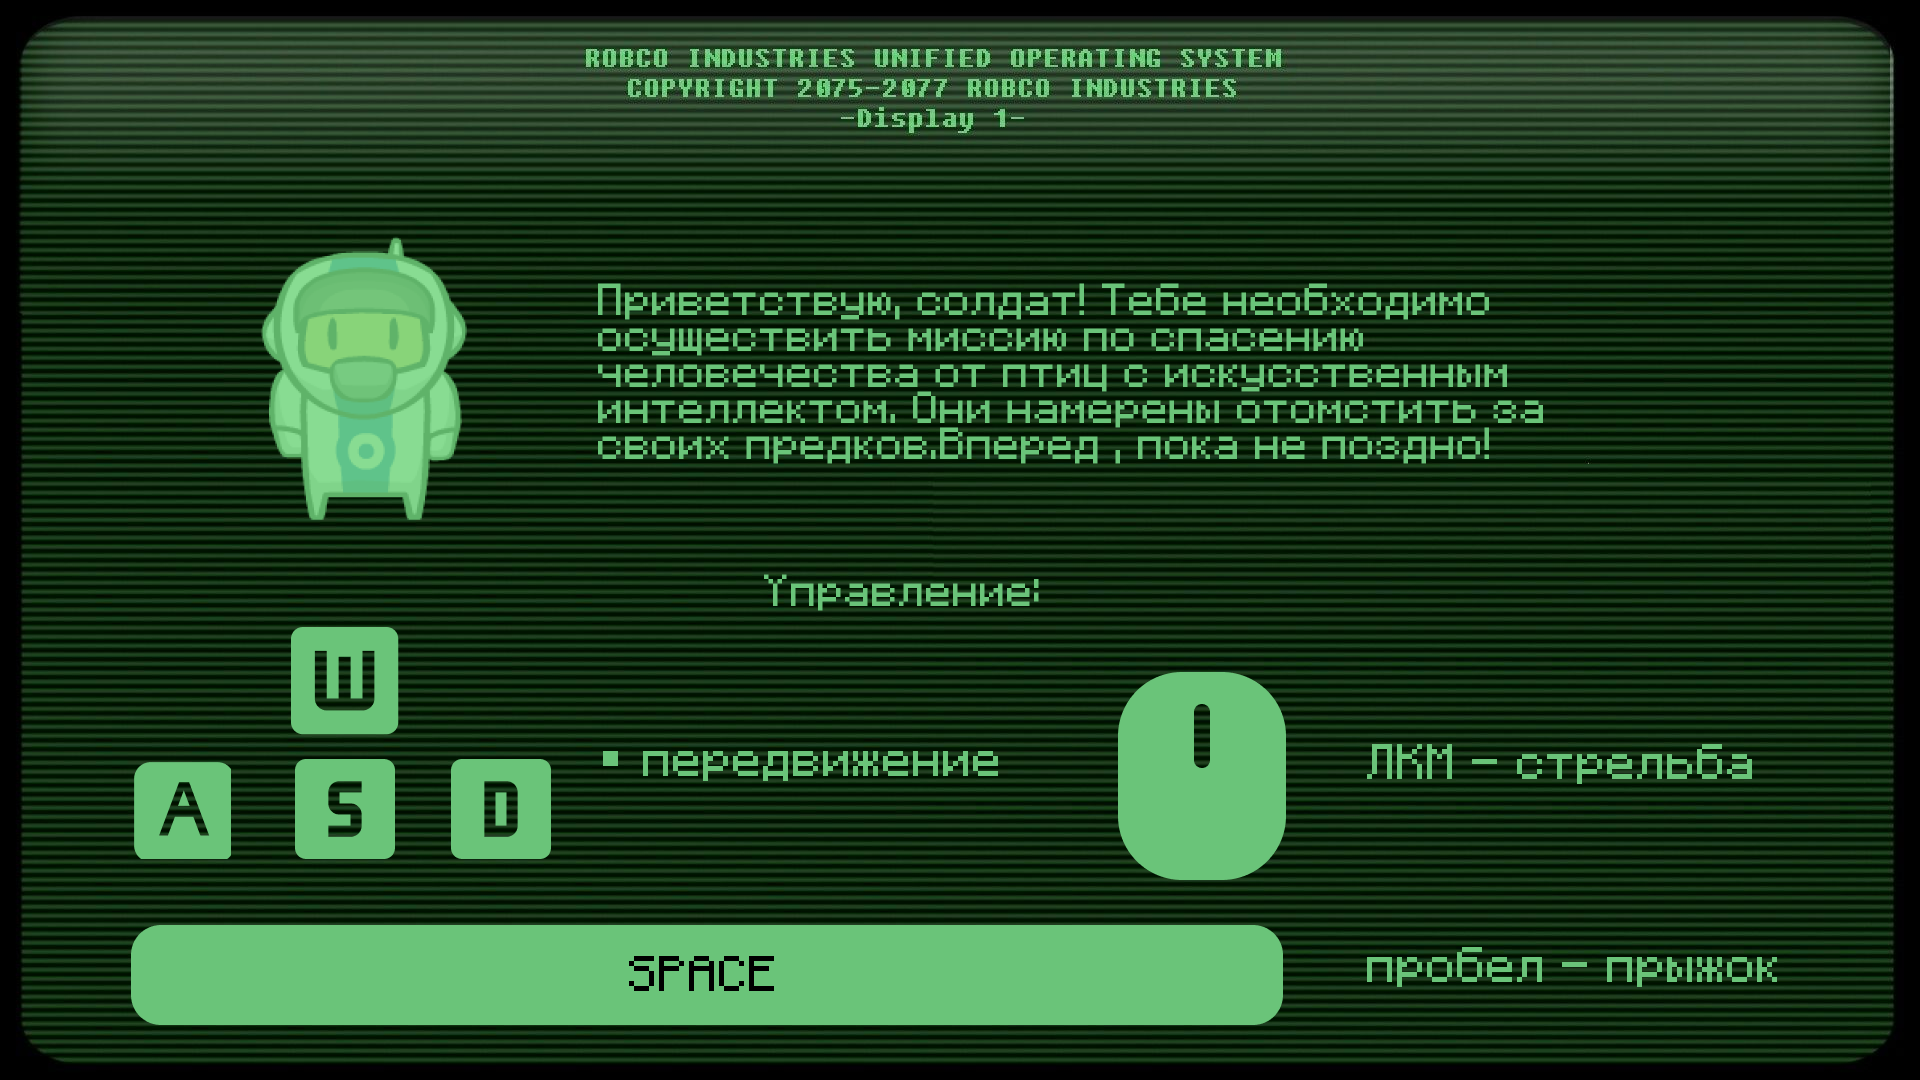 ROBCO INDUSTRIES UNIFIED OPERATING SYSTEM
COPYRIGHT 2075-2077 ROBCO INDUSTRIES
-Display 1-
Приветствую, солдат! Тебе необходимо
осуществить миссию по спасению
человечества от птиц с искусственным
интеллектом. Они намерены отомстить за
своих предков.Вперед , пока не поздно!
Управление:
W
A S D
▪ передвижение
ЛКМ - стрельба
SPACE
пробел - прыжок